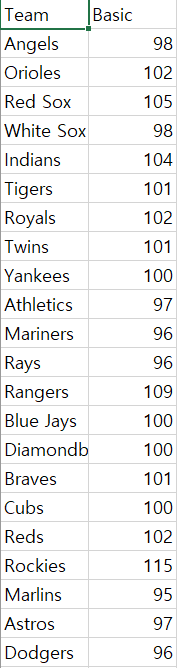 Team Basic
Angels 98
Orioles 102
Red Sox 105
White Sox 98
Indians 104
Tigers 101
Royals 102
Twins 101
Yankees 100
Athletics 97
Mariners 96
Rays 96
Rangers 109
Blue Jays 100
Diamondb 100
Braves 101
Cubs 100
Reds 102
Rockies 115
Marlins 95
Astros 97
Dodgers 96